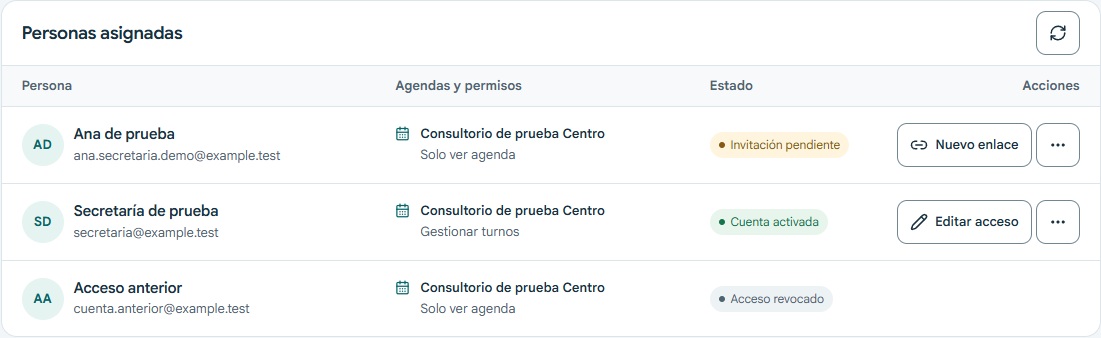 Personas asignadas
Persona Agendas y permisos Estado Acciones
AD Ana de prueba
ana.secretaria.demo@example.test
Consultorio de prueba Centro
Solo ver agenda
Invitación pendiente
Nuevo enlace
SD Secretaría de prueba
secretaria@example.test
Consultorio de prueba Centro
Gestionar turnos
Cuenta activada
Editar acceso
AA Acceso anterior
cuenta.anterior@example.test
Consultorio de prueba Centro
Solo ver agenda
Acceso revocado